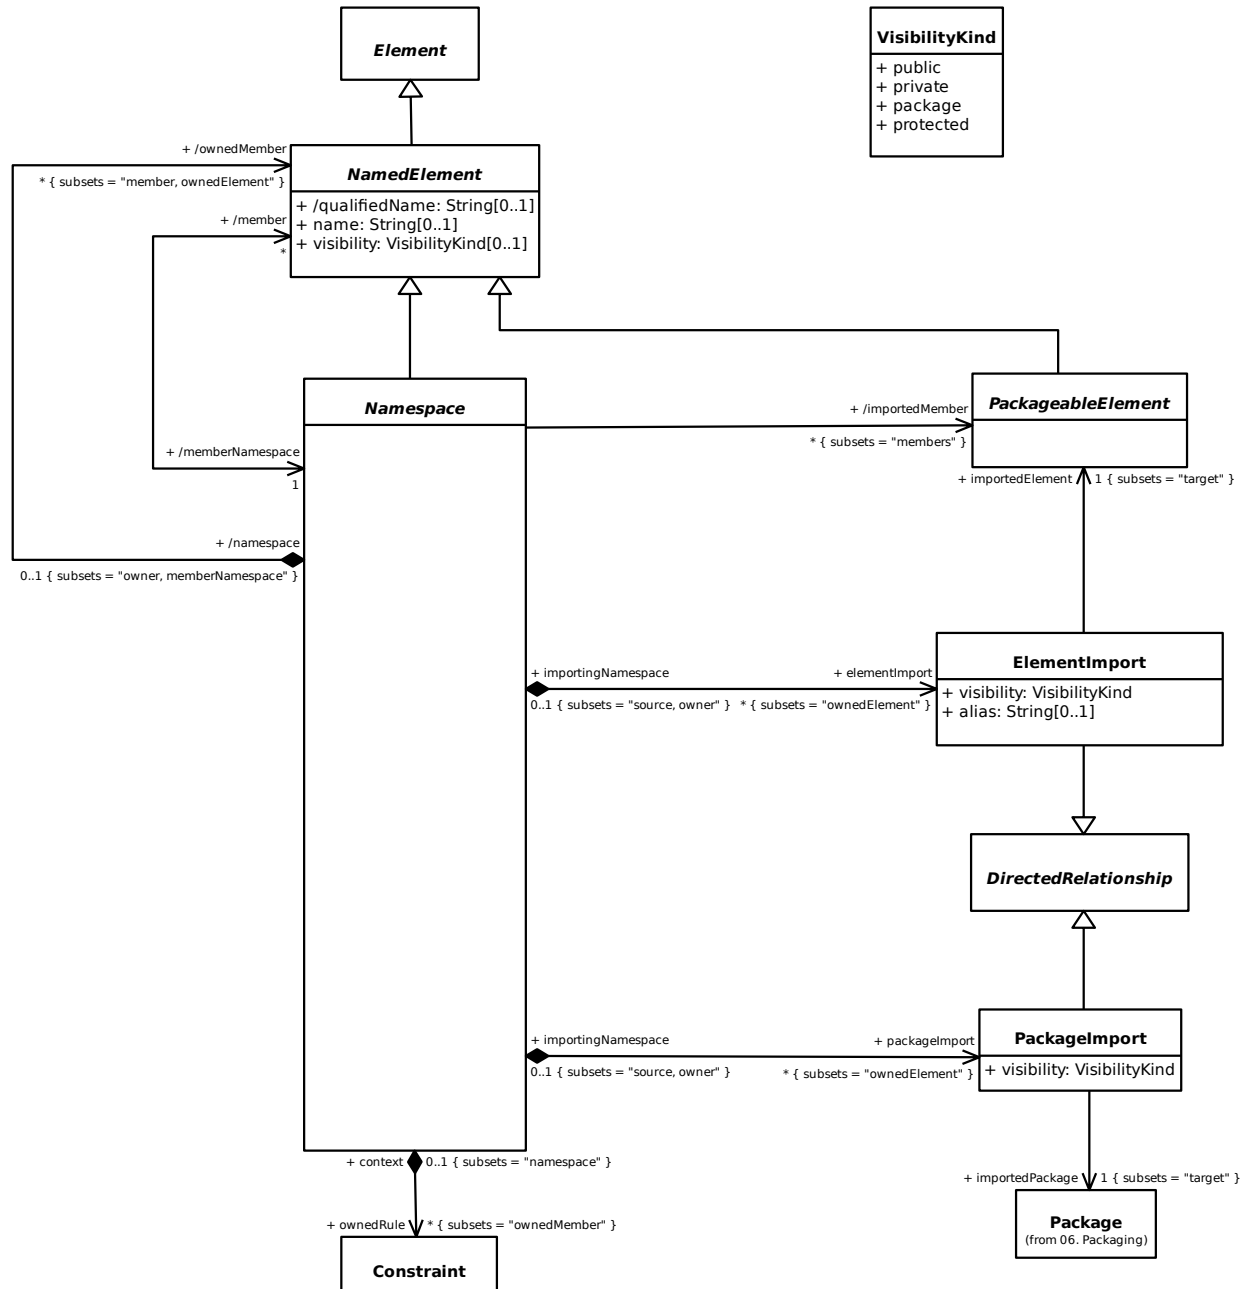 Element
VisibilityKind
+ public
+ private
+ package
+ protected
+ /ownedMember
* { subsets = "member, ownedElement" }
NamedElement
+ /qualifiedName: String[0..1]
+ name: String[0..1]
+ visibility: VisibilityKind[0..1]
+ /member
*
Namespace
+ /memberNamespace
1
+ /namespace
0..1 { subsets = "owner, memberNamespace" }
+ /importedMember
* { subsets = "members" }
PackageableElement
+ importedElement
1 { subsets = "target" }
ElementImport
+ visibility: VisibilityKind
+ alias: String[0..1]
+ importingNamespace
+ elementImport
0..1 { subsets = "source, owner" }
* { subsets = "ownedElement" }
DirectedRelationship
+ importingNamespace
+ packageImport
0..1 { subsets = "source, owner" }
* { subsets = "ownedElement" }
PackageImport
+ visibility: VisibilityKind
+ context
0..1 { subsets = "namespace" }
+ importedPackage
1 { subsets = "target" }
+ ownedRule
* { subsets = "ownedMember" }
Package
(from 06. Packaging)
Constraint